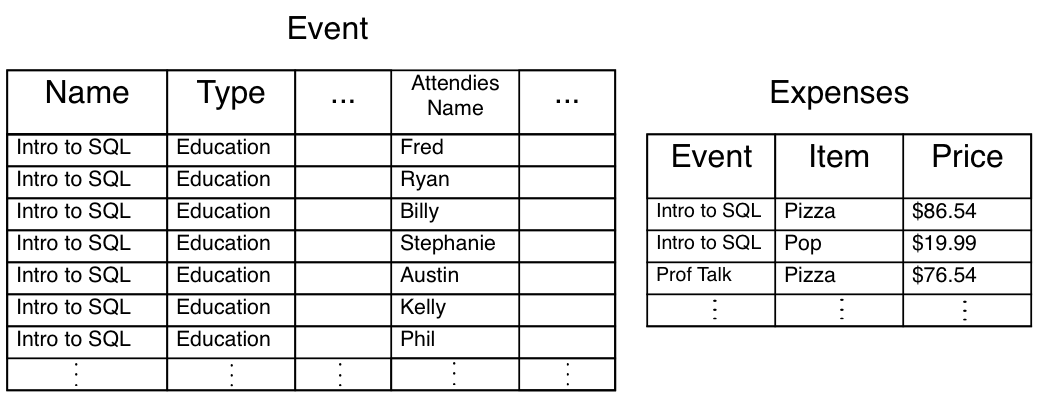 Event
Name Type ... Attendies Name ...
Intro to SQL Education Fred
Intro to SQL Education Ryan
Intro to SQL Education Billy
Intro to SQL Education Stephanie
Intro to SQL Education Austin
Intro to SQL Education Kelly
Intro to SQL Education Phil
⋮ ⋮ ⋮ ⋮ ⋮
Expenses
Event Item Price
Intro to SQL Pizza $86.54
Intro to SQL Pop $19.99
Prof Talk Pizza $76.54
⋮ ⋮ ⋮